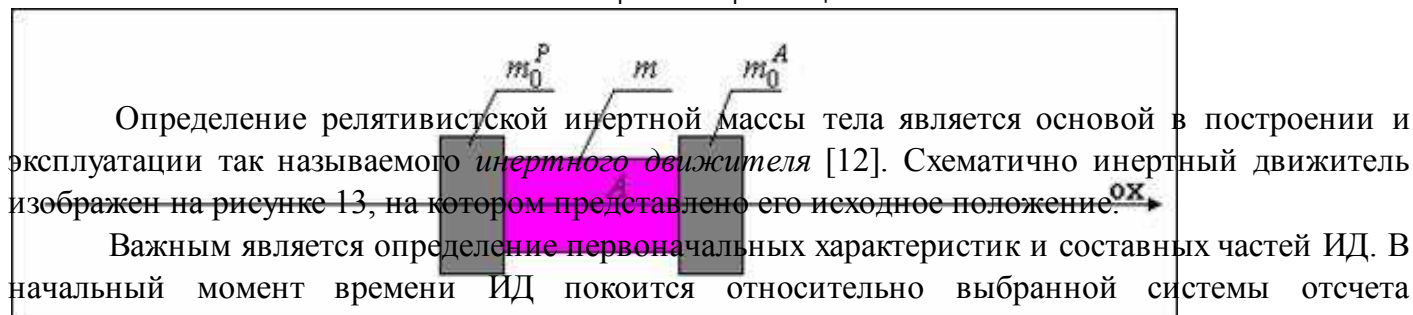 m₀ᴾ m m₀ᴬ
Определение релятивистской инертной массы тела является основой в построении и
эксплуатации так называемого инертного движителя [12]. Схематично инертный движитель
изображен на рисунке 13, на котором представлено его исходное положение.
ox
Важным является определение первоначальных характеристик и составных частей ИД. В
начальный момент времени ИД покоится относительно выбранной системы отсчета